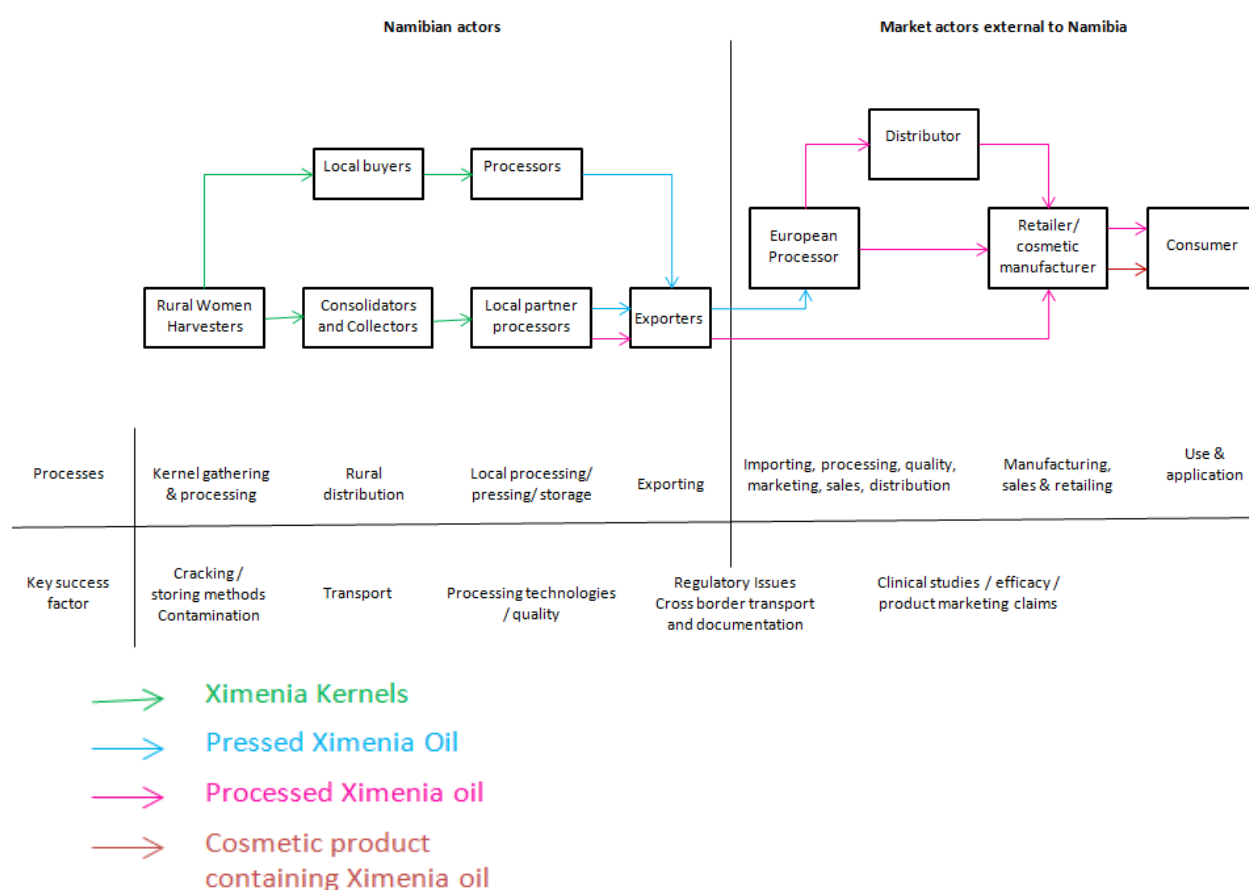 Namibian actors
Market actors external to Namibia
Distributor
Local buyers
Processors
European
Processor
Retailer/
cosmetic
manufacturer
Consumer
Rural Women
Harvesters
Consolidators
and Collectors
Local partner
processors
Exporters
Processes
Kernel gathering
& processing
Rural
distribution
Local processing/
pressing/ storage
Exporting
Importing, processing, quality,
marketing, sales, distribution
Manufacturing,
sales & retailing
Use &
application
Key success
factor
Cracking /
storing methods
Contamination
Transport
Processing technologies
/ quality
Regulatory Issues
Cross border transport
and documentation
Clinical studies / efficacy /
product marketing claims
Ximenia Kernels
Pressed Ximenia Oil
Processed Ximenia oil
Cosmetic product
containing Ximenia oil